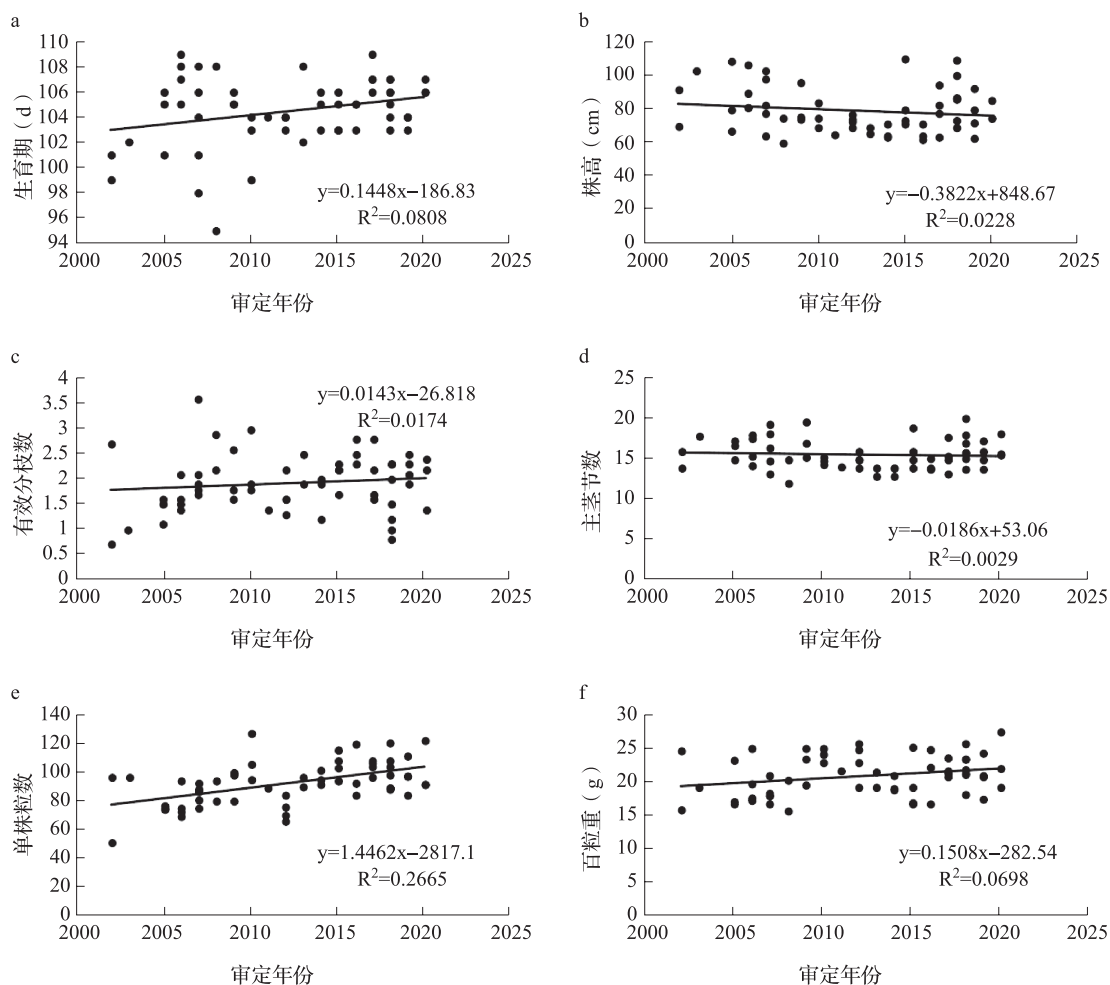 a
110
108
106
104
102
100
98
96
94
生育期（d）
y=0.1448x−186.83
R²=0.0808
2000 2005 2010 2015 2020 2025
审定年份
b
120
100
80
60
40
20
0
株高（cm）
y=−0.3822x+848.67
R²=0.0228
2000 2005 2010 2015 2020 2025
审定年份
c
4
3.5
3
2.5
2
1.5
1
0.5
0
有效分枝数
y=0.0143x−26.818
R²=0.0174
2000 2005 2010 2015 2020 2025
审定年份
d
25
20
15
10
5
0
主茎节数
y=−0.0186x+53.06
R²=0.0029
2000 2005 2010 2015 2020 2025
审定年份
e
140
120
100
80
60
40
20
0
单株粒数
y=1.4462x−2817.1
R²=0.2665
2000 2005 2010 2015 2020 2025
审定年份
f
30
25
20
15
10
5
0
百粒重（g）
y=0.1508x−282.54
R²=0.0698
2000 2005 2010 2015 2020 2025
审定年份